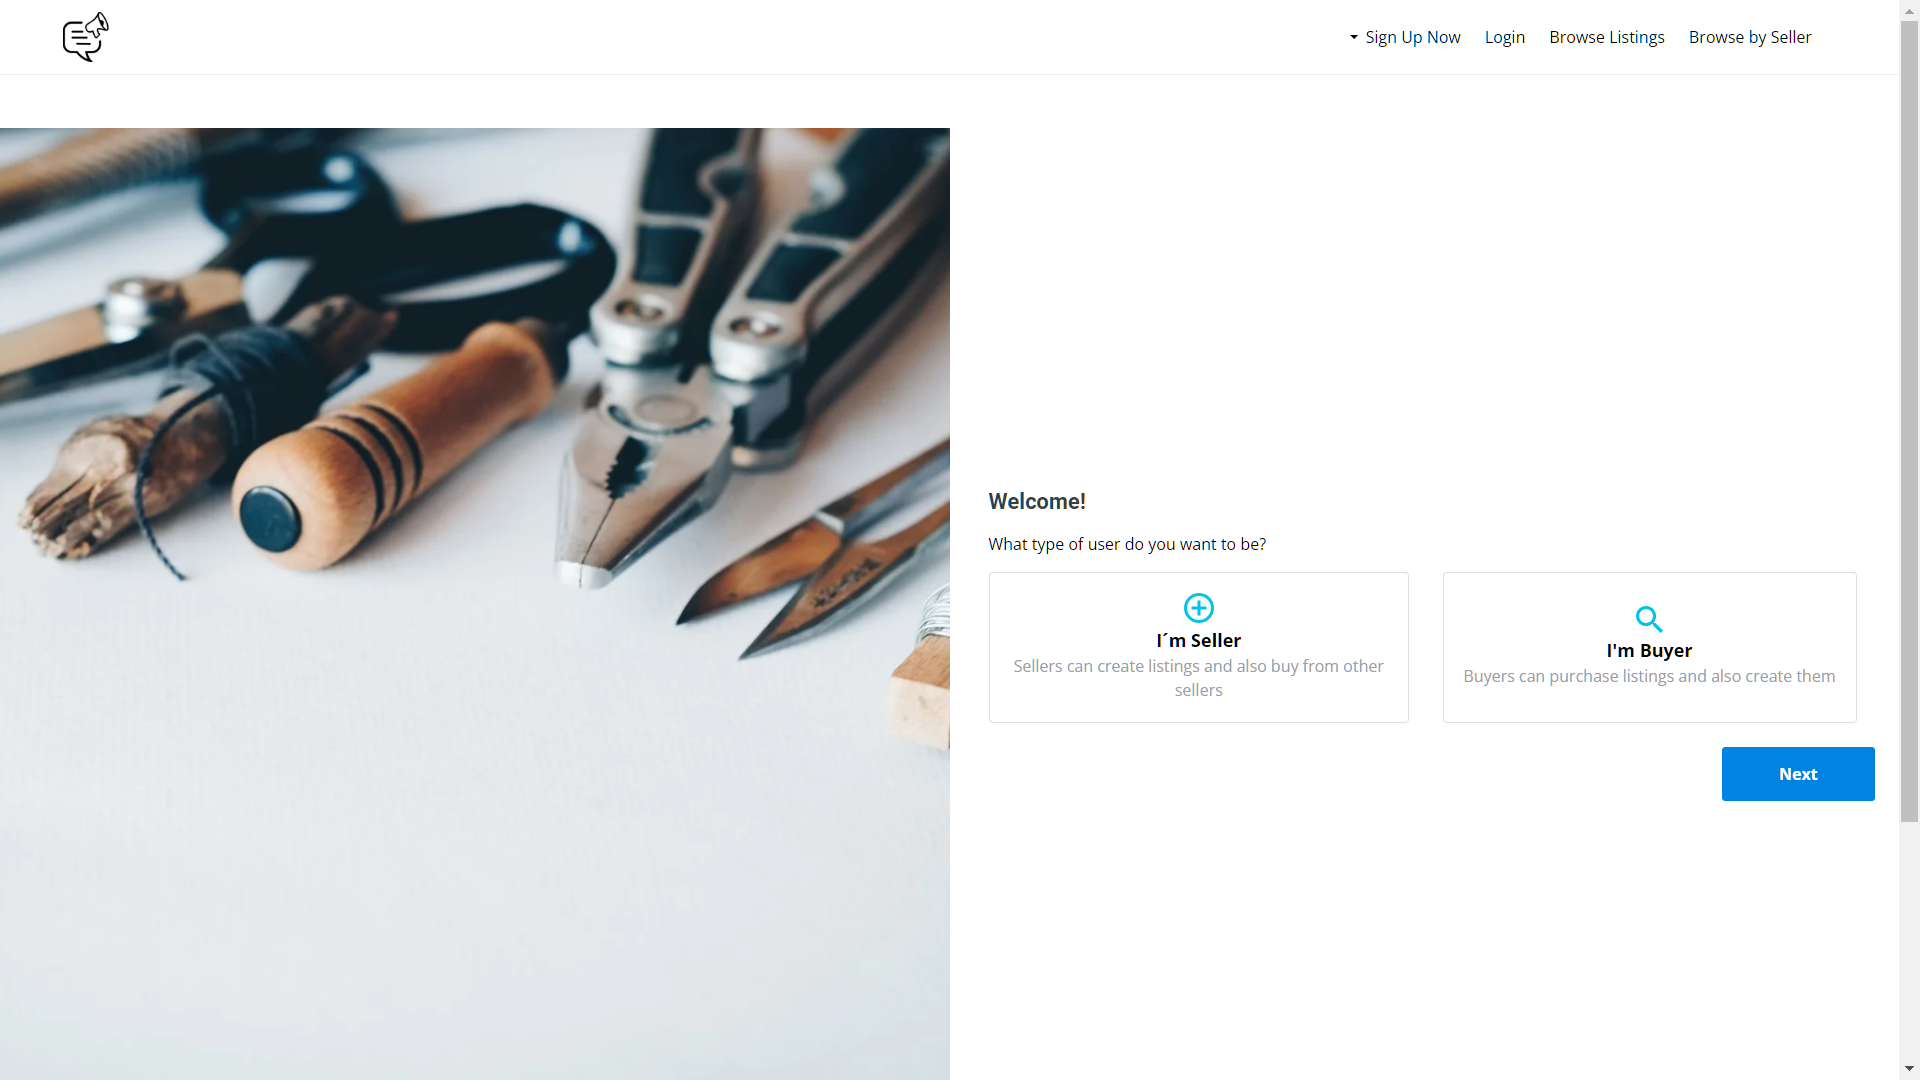 Sign Up Now
Login
Browse Listings
Browse by Seller
Welcome!
What type of user do you want to be?
I´m Seller
Sellers can create listings and also buy from other
sellers
I'm Buyer
Buyers can purchase listings and also create them
Next